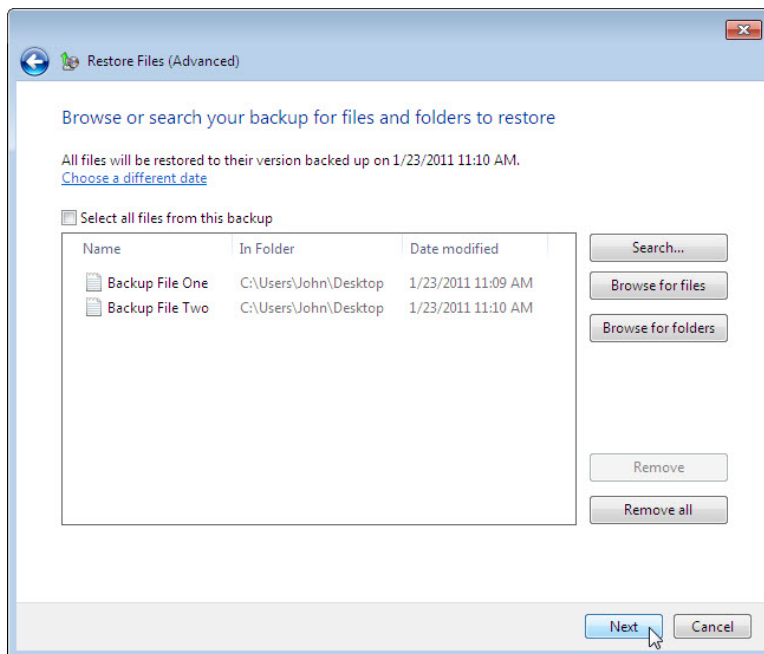 Restore Files (Advanced)
Browse or search your backup for files and folders to restore
All files will be restored to their version backed up on 1/23/2011 11:10 AM.
Choose a different date
Select all files from this backup
Name In Folder Date modified
Backup File One C:\Users\John\Desktop 1/23/2011 11:09 AM
Backup File Two C:\Users\John\Desktop 1/23/2011 11:10 AM
Search...
Browse for files
Browse for folders
Remove
Remove all
Next Cancel